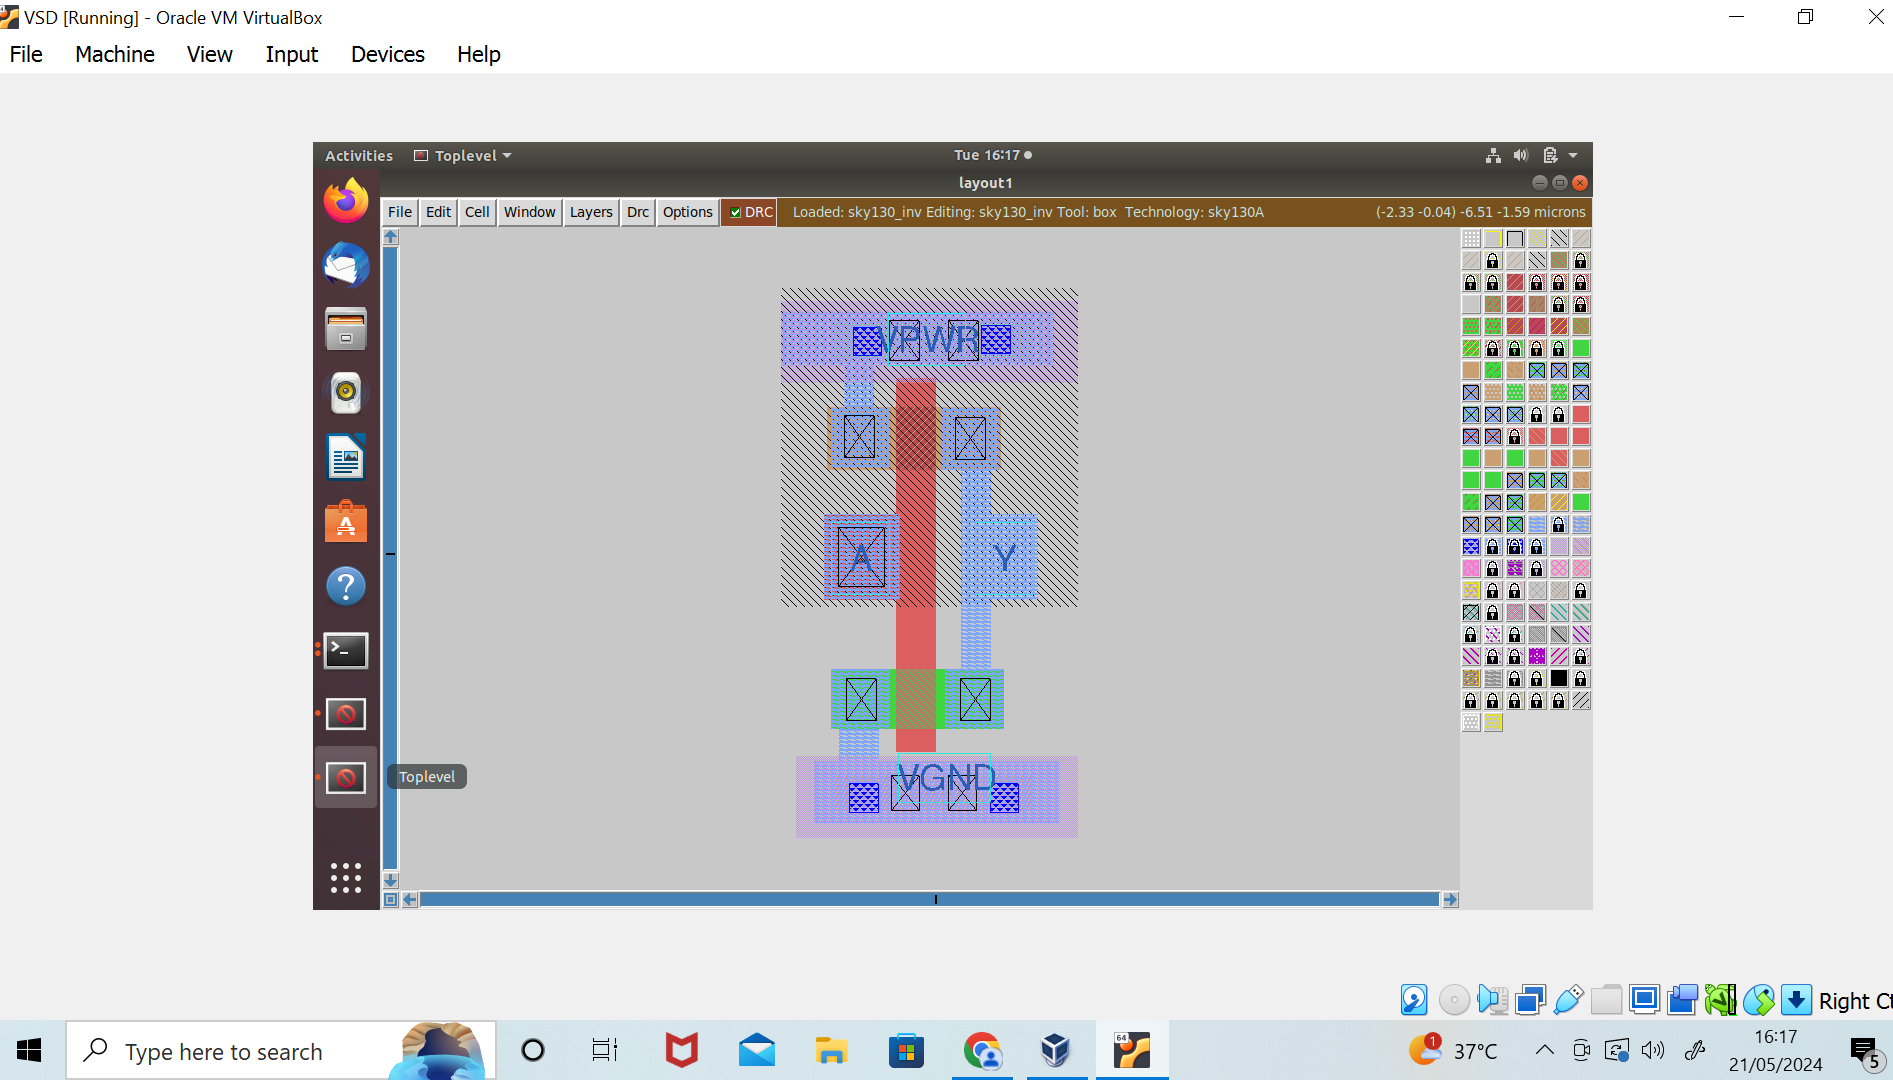 VSD [Running] - Oracle VM VirtualBox
File Machine View Input Devices Help
Activities Toplevel Tue 16:17
layout1
File Edit Cell Window Layers Drc Options DRC Loaded: sky130_inv Editing: sky130_inv Tool: box Technology: sky130A (-2.33 -0.04) -6.51 -1.59 microns
VPWR
A Y
Toplevel
VGND
Right Ct
Type here to search
64
1
37°C
16:17
21/05/2024
5